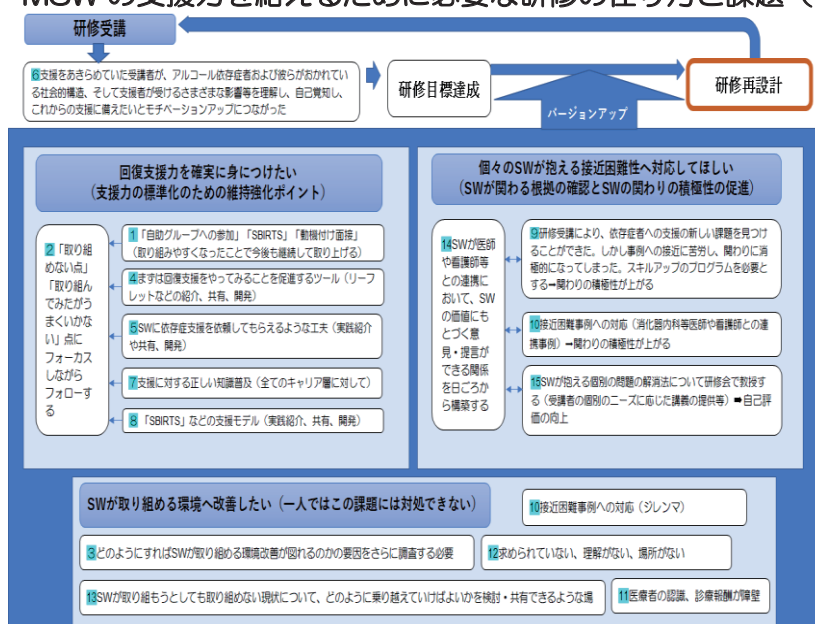 MSWの支援力を結えるために必要な研修の在り方と課題（
研修受講
6支援をあきらめていた受講者が、アルコール依存症者および彼らがおかれてい
る社会的構造、そして支援者が受けるさまざまな影響等を理解し、自己覚知し、
これからの支援に備えたいとモチベーションアップにつながった
研修目標達成
バージョンアップ
研修再設計
回復支援力を確実に身につけたい
（支援力の標準化のための維持強化ポイント）
2「取り組
めない点」
「取り組ん
でみたがう
まくいかな
い」点に
フォーカス
しながら
フォローす
る
1「自助グループへの参加」「SBIRTS」「動機付け面接」
（取り組みやすくなったことで今後も継続して取り上げる）
4まずは回復支援をやってみることを促進するツール（リーフ
レットなどの紹介、共有、開発）
5SWに依存症支援を依頼してもらえるような工夫（実践紹介
や共有、開発）
7支援に対する正しい知識普及（全てのキャリア層に対して）
8「SBIRTS」などの支援モデル（実践紹介、共有、開発）
個々のSWが抱える接近困難性へ対応してほしい
（SWが関わる根拠の確認とSWの関わりの積極性の促進）
14SWが医師
や看護師等
との連携に
おいて、SW
の価値にも
とづく意
見・提言が
できる関係
を日ごろか
ら構築する
9研修受講により、依存症者への支援の新しい課題を見つけ
ることができた。しかし事例への接近に苦労し、関わりに消
極的になってしまった。スキルアップのプログラムを必要と
する➡関わりの積極性が上がる
10接近困難事例への対応（消化器内科等医師や看護師との連
携事例）➡関わりの積極性が上がる
15SWが抱える個別の問題の解消法について研修会で教授す
る（受講者の個別のニーズに応じた講義の提供等）➡自己評
価の向上
SWが取り組める環境へ改善したい（一人ではこの課題には対処できない）
10接近困難事例への対応（ジレンマ）
3どのようにすればSWが取り組める環境改善が図れるのかの要因をさらに調査する必要
12求められていない、理解がない、場所がない
13SWが取り組もうとしても取り組めない現状について、どのように乗り越えていけばよいかを検討・共有できるような場
11医療者の認識、診療報酬が障壁